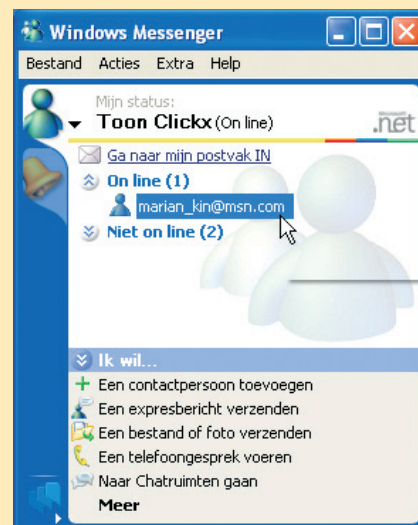 Windows Messenger
Bestand Acties Extra Help
Mijn status:
Toon Clickx (On line)
Microsoft
.net
Ga naar mijn postvak IN
On line (1)
marian_kin@msn.com
Niet on line (2)
Ik wil...
Een contactpersoon toevoegen
Een expresbericht verzenden
Een bestand of foto verzenden
Een telefoongesprek voeren
Naar Chatruimten gaan
Meer